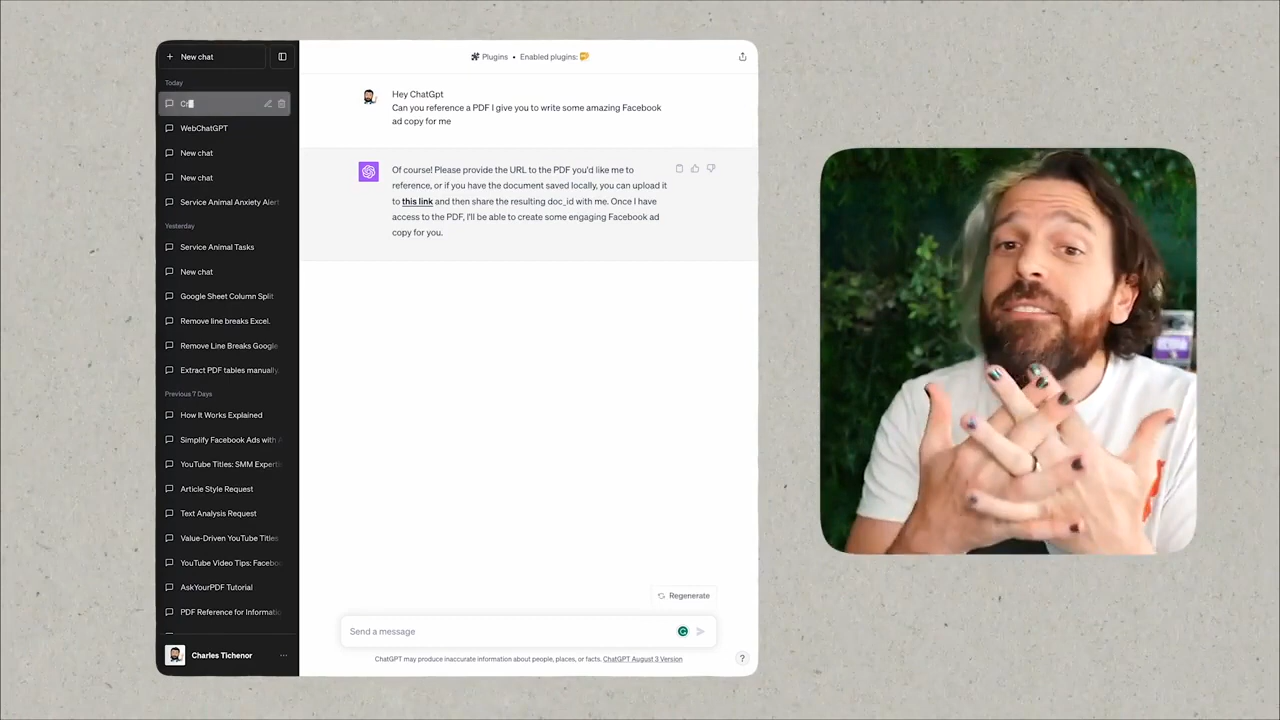 New chat
Today
WebChatGPT
New chat
New chat
Service Animal Anxiety Alert
Yesterday
Service Animal Tasks
New chat
Google Sheet Column Split
Remove line breaks Excel.
Remove Line Breaks Google
Extract PDF tables manually.
Previous 7 Days
How It Works Explained
Simplify Facebook Ads with A
YouTube Titles: SMM Experti
Article Style Request
Text Analysis Request
Value-Driven YouTube Titles
YouTube Video Tips: Facebo
AskYourPDF Tutorial
PDF Reference for Informatio
Charles Tichenor
Plugins • Enabled plugins:
Hey ChatGpt
Can you reference a PDF I give you to write some amazing Facebook
ad copy for me
Of course! Please provide the URL to the PDF you'd like me to
reference, or if you have the document saved locally, you can upload it
to this link and then share the resulting doc_id with me. Once I have
access to the PDF, I'll be able to create some engaging Facebook ad
copy for you.
Regenerate
Send a message
ChatGPT may produce inaccurate information about people, places, or facts. ChatGPT August 3 Version
?